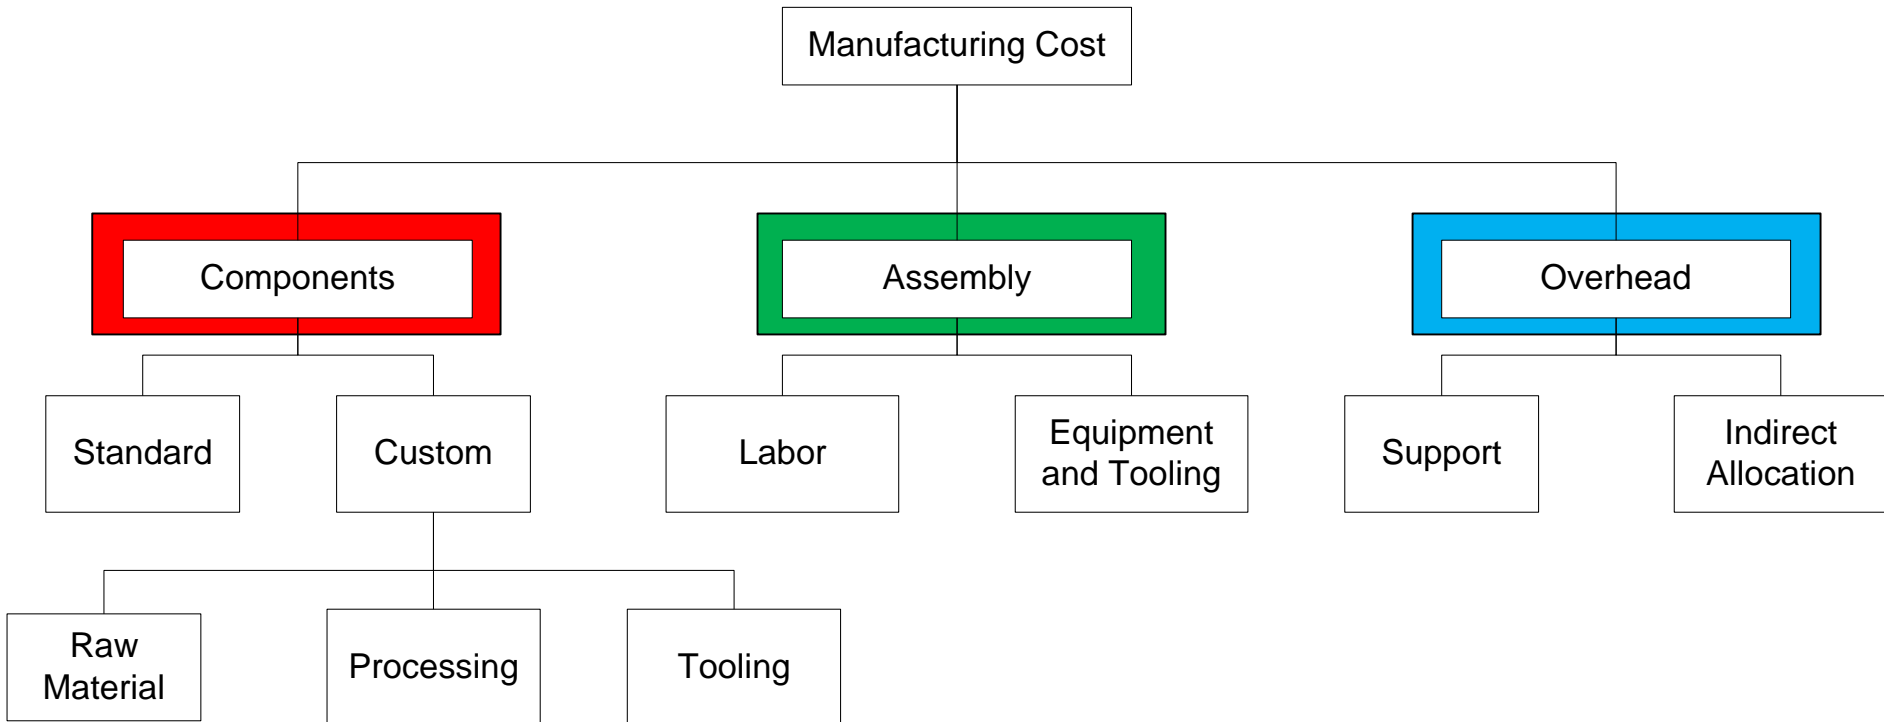 Manufacturing Cost
Components
Assembly
Overhead
Standard
Custom
Labor
Equipment
and Tooling
Support
Indirect
Allocation
Raw
Material
Processing
Tooling